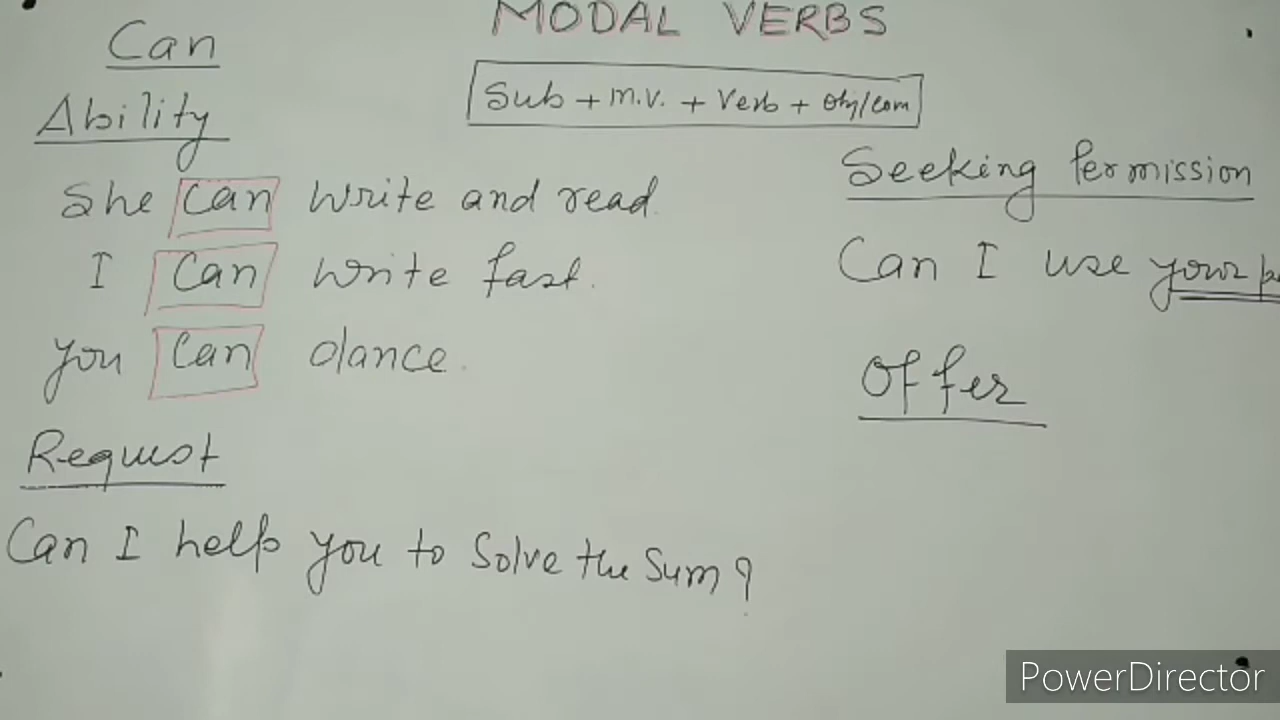 MODAL VERBS
Can
Sub + m.v. + Verb + Obj/com
Ability
She can write and read.
I can write fast.
you can dance.
Request
Can I help you to Solve the Sum?
Seeking Permission
Can I use your
Offer
PowerDirector